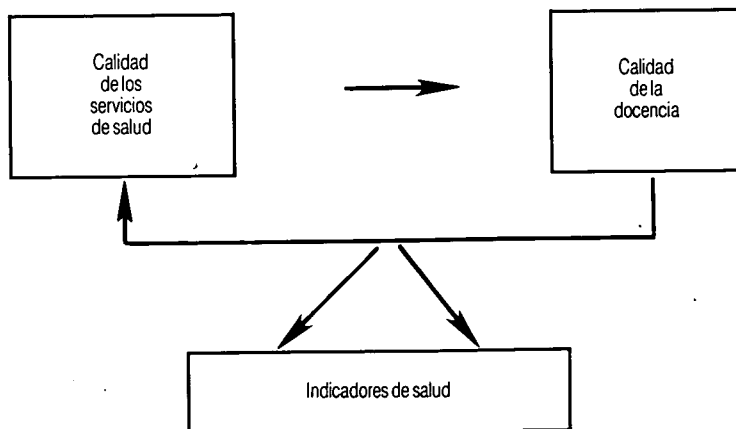 Calidad
de los
servicios
de salud
Calidad
de la
docencia
Indicadores de salud